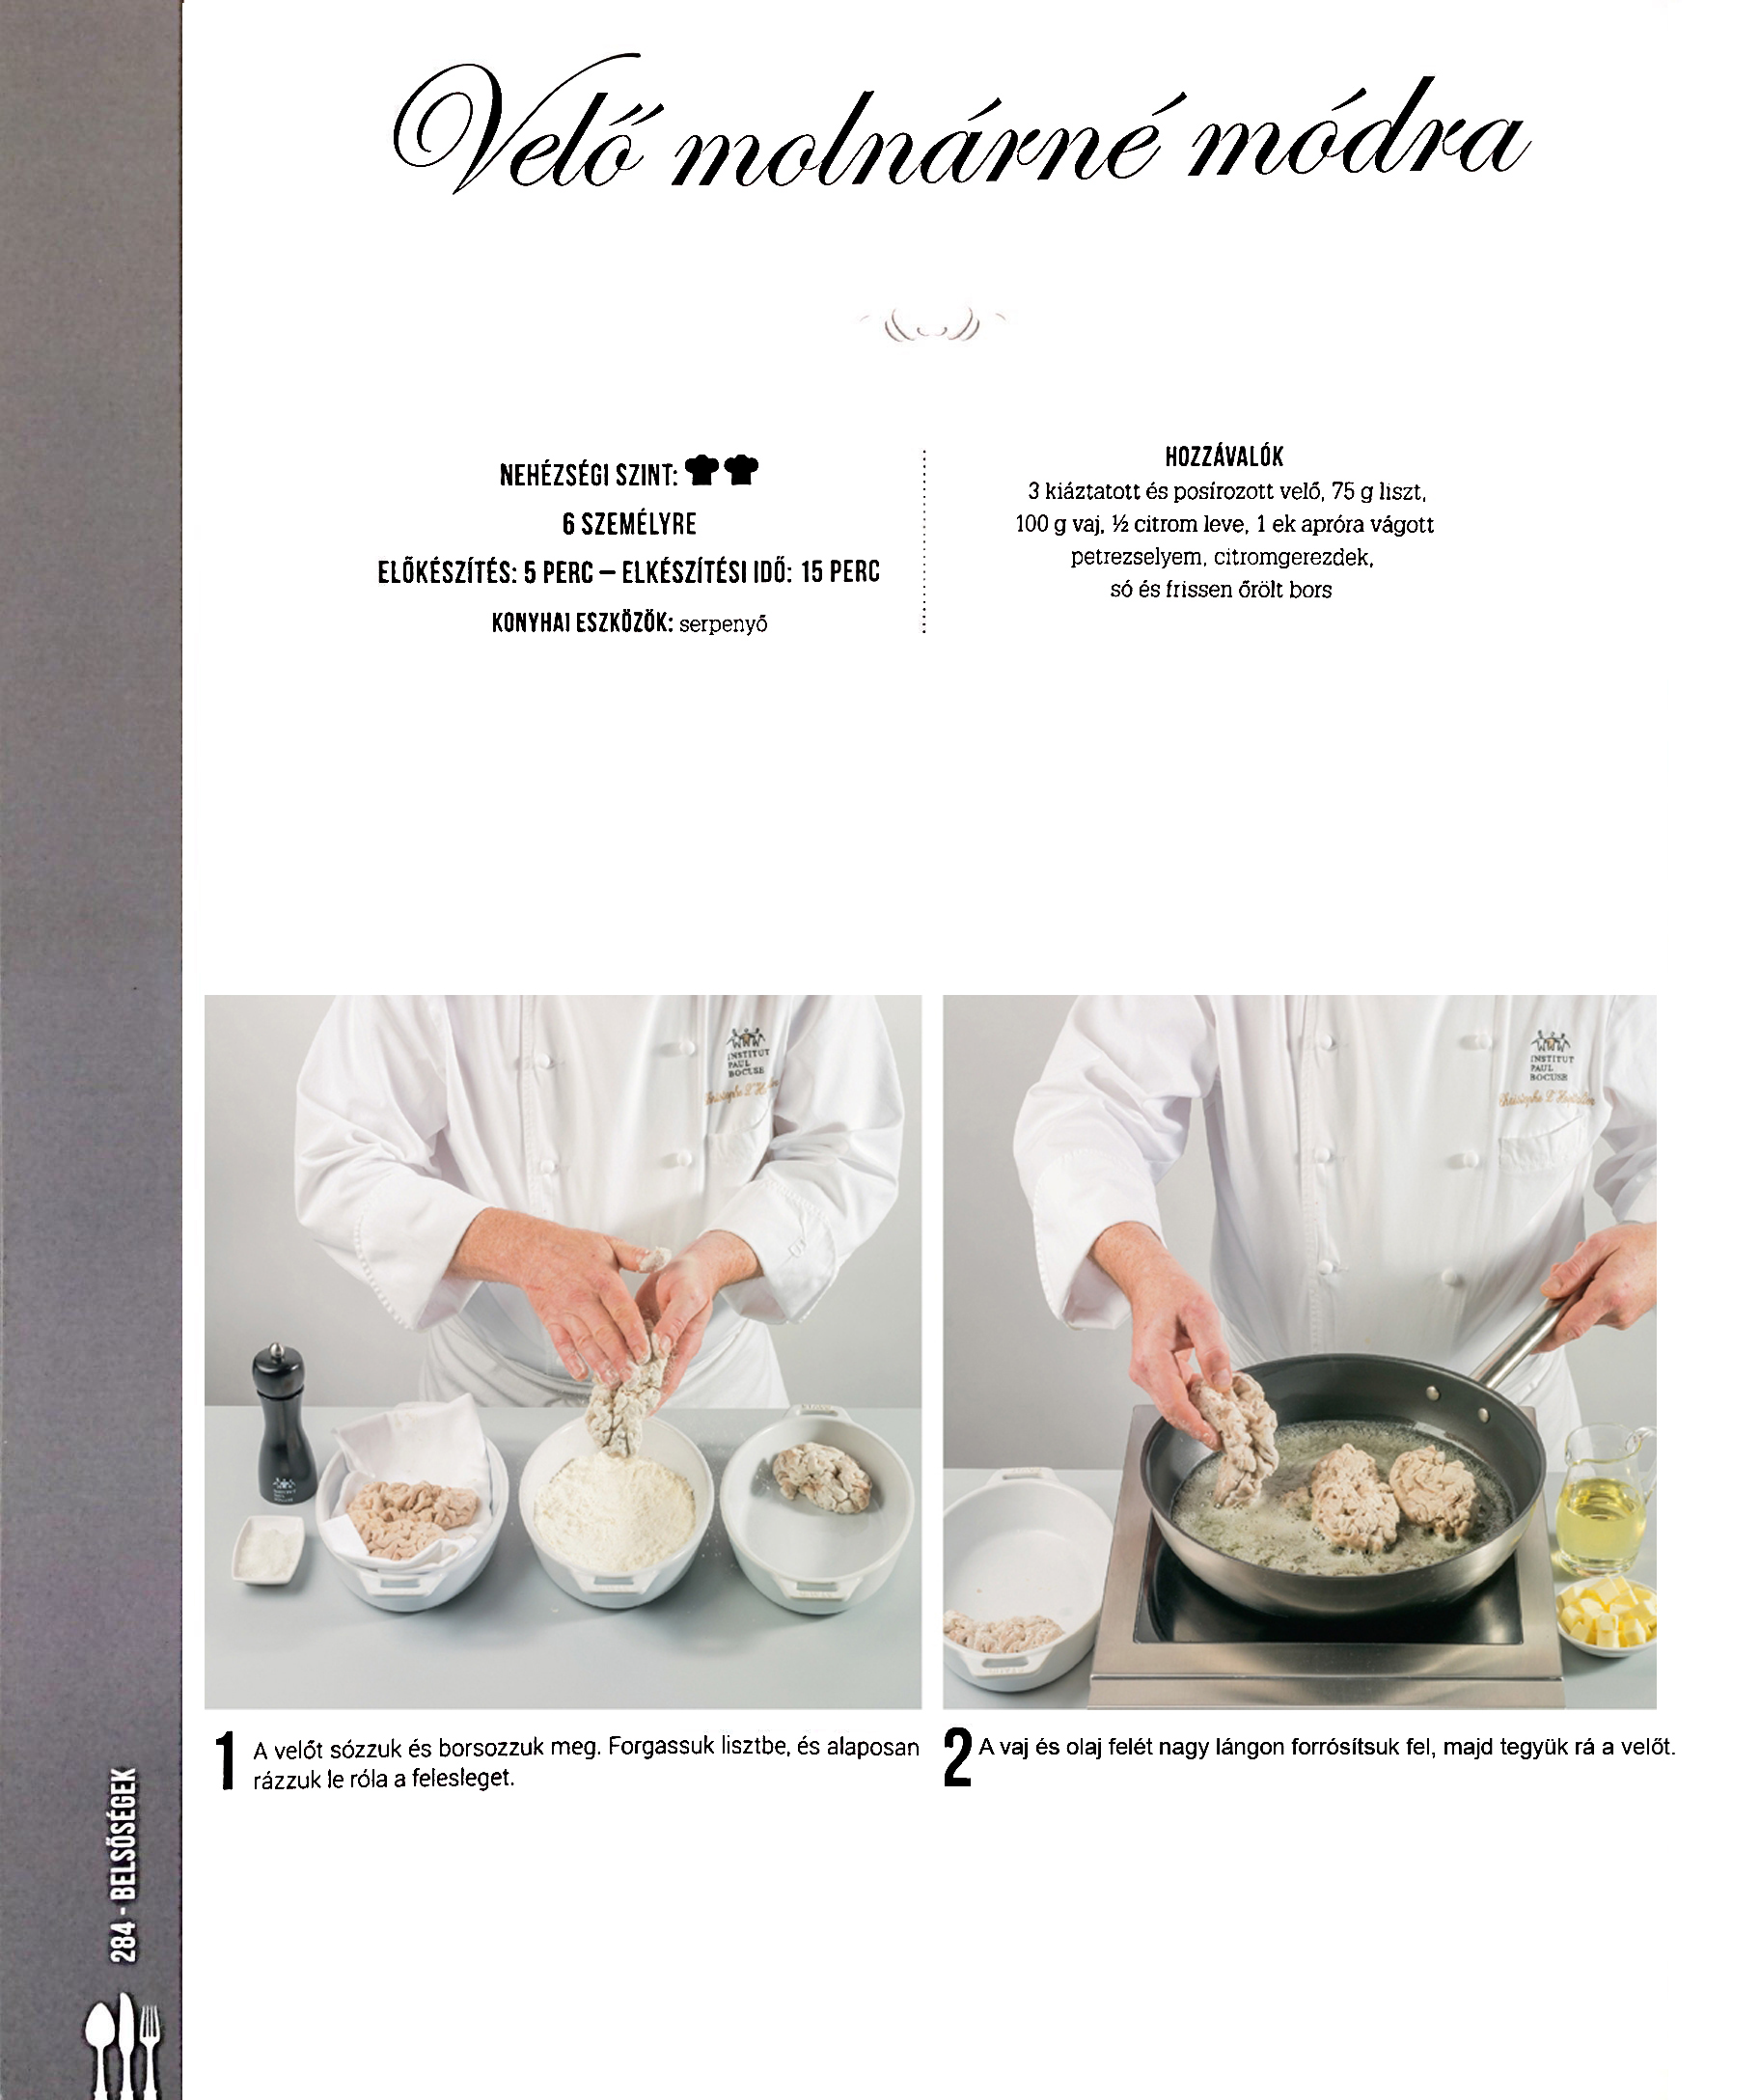 Velő molnárné módra
NEHÉZSÉGI SZINT:
6 SZEMÉLYRE
ELŐKÉSZÍTÉS: 5 PERC – ELKÉSZÍTÉSI IDŐ: 15 PERC
KONYHAI ESZKÖZÖK: serpenyő
HOZZÁVALÓK
3 kiáztatott és posírozott velő, 75 g liszt,
100 g vaj, ½ citrom leve, 1 ek apróra vágott
petrezselyem, citromgerezdek,
só és frissen őrölt bors
INSTITUT
PAUL
BOCUSE
INSTITUT
PAUL
BOCUSE
1 A velőt sózzuk és borsozzuk meg. Forgassuk lisztbe, és alaposan
rázzuk le róla a felesleget.
2 A vaj és olaj felét nagy lángon forrósítsuk fel, majd tegyük rá a velőt.
284 - BELSŐSÉGEK